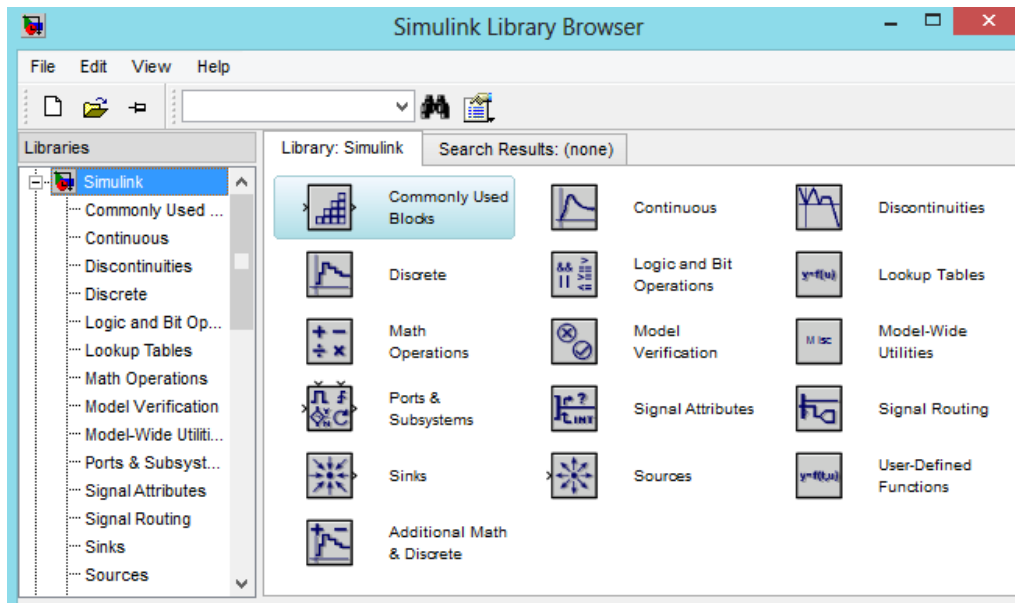 Simulink Library Browser
File Edit View Help
Libraries
Library: Simulink Search Results: (none)
Simulink
Commonly Used ...
Continuous
Discontinuities
Discrete
Logic and Bit Op...
Lookup Tables
Math Operations
Model Verification
Model-Wide Utiliti...
Ports & Subsyst...
Signal Attributes
Signal Routing
Sinks
Sources
Commonly Used
Blocks
Continuous
Discontinuities
Discrete
Logic and Bit
Operations
y=f(u)
Lookup Tables
Math
Operations
Model
Verification
Misc
Model-Wide
Utilities
Ports &
Subsystems
Signal Attributes
Signal Routing
Sinks
Sources
y=f(t,u)
User-Defined
Functions
Additional Math
& Discrete